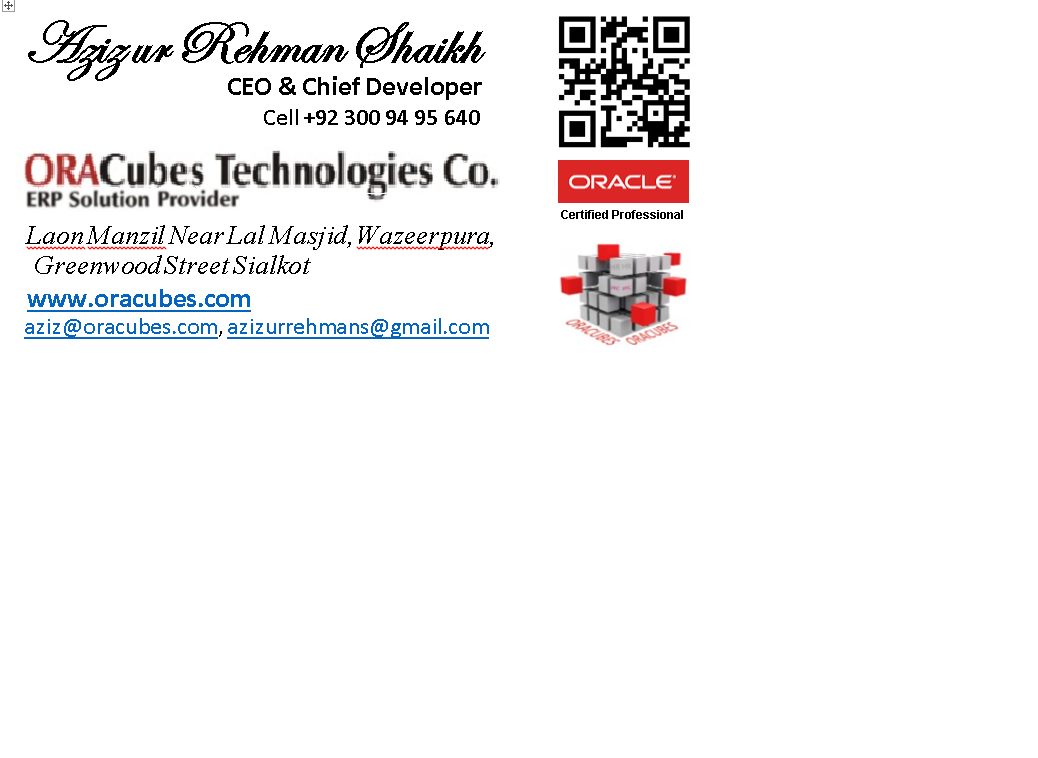 Azizur Rehman Shaikh
CEO & Chief Developer
Cell +92 300 94 95 640
ORACubes Technologies Co.
ERP Solution Provider
Laon Manzil Near Lal Masjid, Wazeerpura,
Greenwood Street Sialkot
www.oracubes.com
aziz@oracubes.com, azizurrehmans@gmail.com
ORACLE
Certified Professional
ORACUBES ORACUBES